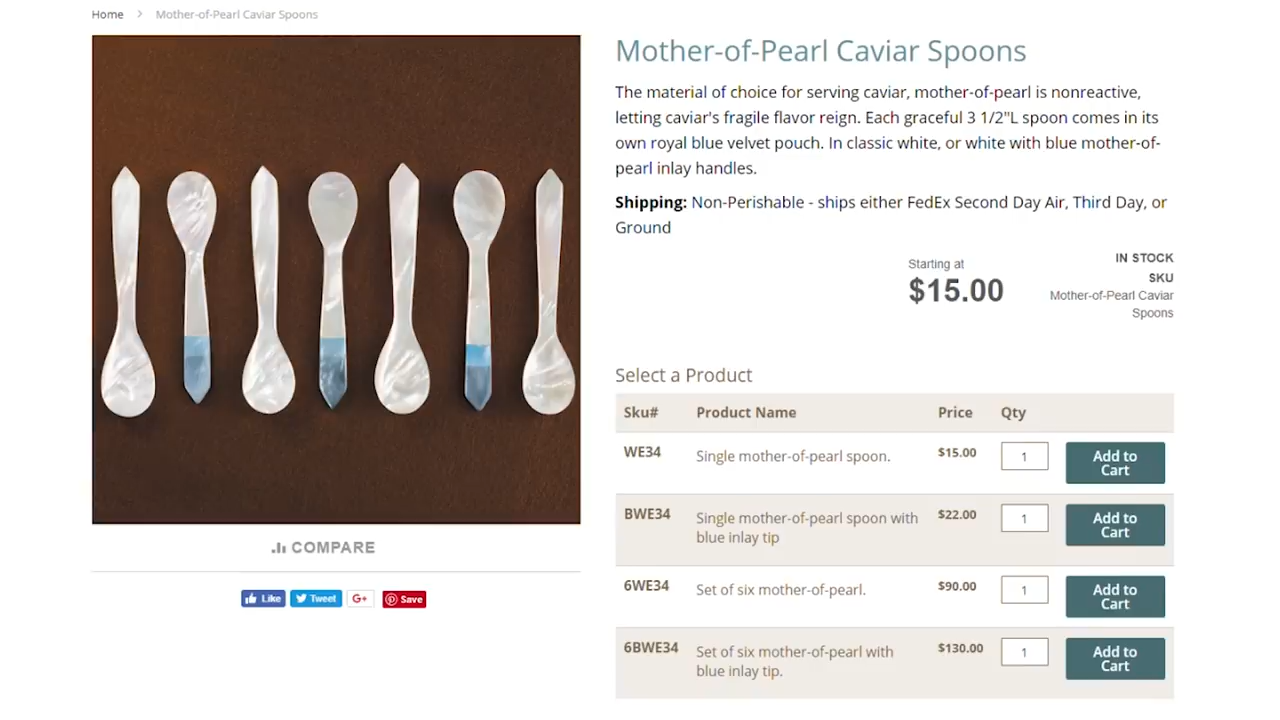 Home > Mother-of-Pearl Caviar Spoons
Mother-of-Pearl Caviar Spoons
The material of choice for serving caviar, mother-of-pearl is nonreactive,
letting caviar's fragile flavor reign. Each graceful 3 1/2"L spoon comes in its
own royal blue velvet pouch. In classic white, or white with blue mother-of-
pearl inlay handles.
Shipping: Non-Perishable - ships either FedEx Second Day Air, Third Day, or
Ground
Starting at
$15.00
IN STOCK
SKU
Mother-of-Pearl Caviar
Spoons
Select a Product
Sku# Product Name Price Qty
WE34 Single mother-of-pearl spoon. $15.00 1 Add to
Cart
BWE34 Single mother-of-pearl spoon with $22.00 1 Add to
blue inlay tip Cart
6WE34 Set of six mother-of-pearl. $90.00 1 Add to
Cart
6BWE34 Set of six mother-of-pearl with $130.00 1 Add to
blue inlay tip. Cart
COMPARE
Like Tweet G+ Save